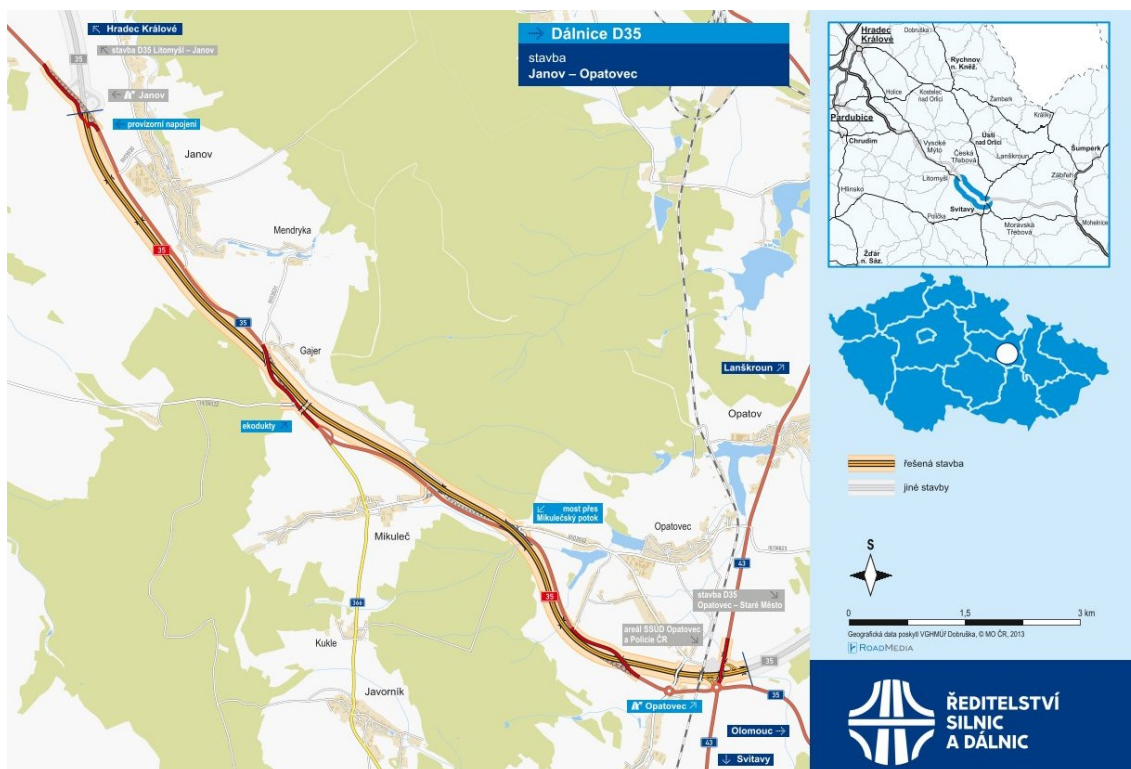 Hradec Králové
stavba D35 Litomyšl – Janov
35
Janov
provizorní napojení
Janov
Mendryka
35
35
Gajer
ekodukty
Mikuleč
366
Kukle
Javorník
most přes
Mikulečský potok
Opatovec
35
areál SSÚD Opatovec
a Policie ČR
stavba D35
Opatovec – Staré Město
43
Lanškroun
Opatov
35
35
Opatovec
Olomouc
43
Svitavy
Dálnice D35
stavba
Janov – Opatovec
Hradec
Králové
Dobruška
Rychnov
n. Kněž.
Holice
Kostelec
nad Orlicí
Žamberk
Králíky
Pardubice
Chrudim
Vysoké
Mýto
Ústí
nad Orlicí
Česká
Třebová
Lanškroun
Šumperk
Zábřeh
Litomyšl
Hlinsko
Svitavy
Polička
Moravská
Třebová
Mohelnice
Žďár
n. Sáz.
řešená stavba
jiné stavby
S
0 1,5 3 km
Geografická data poskytl VGHMÚř Dobruška, © MO ČR, 2013
ROADMEDIA
ŘEDITELSTVÍ
SILNIC
A DÁLNIC